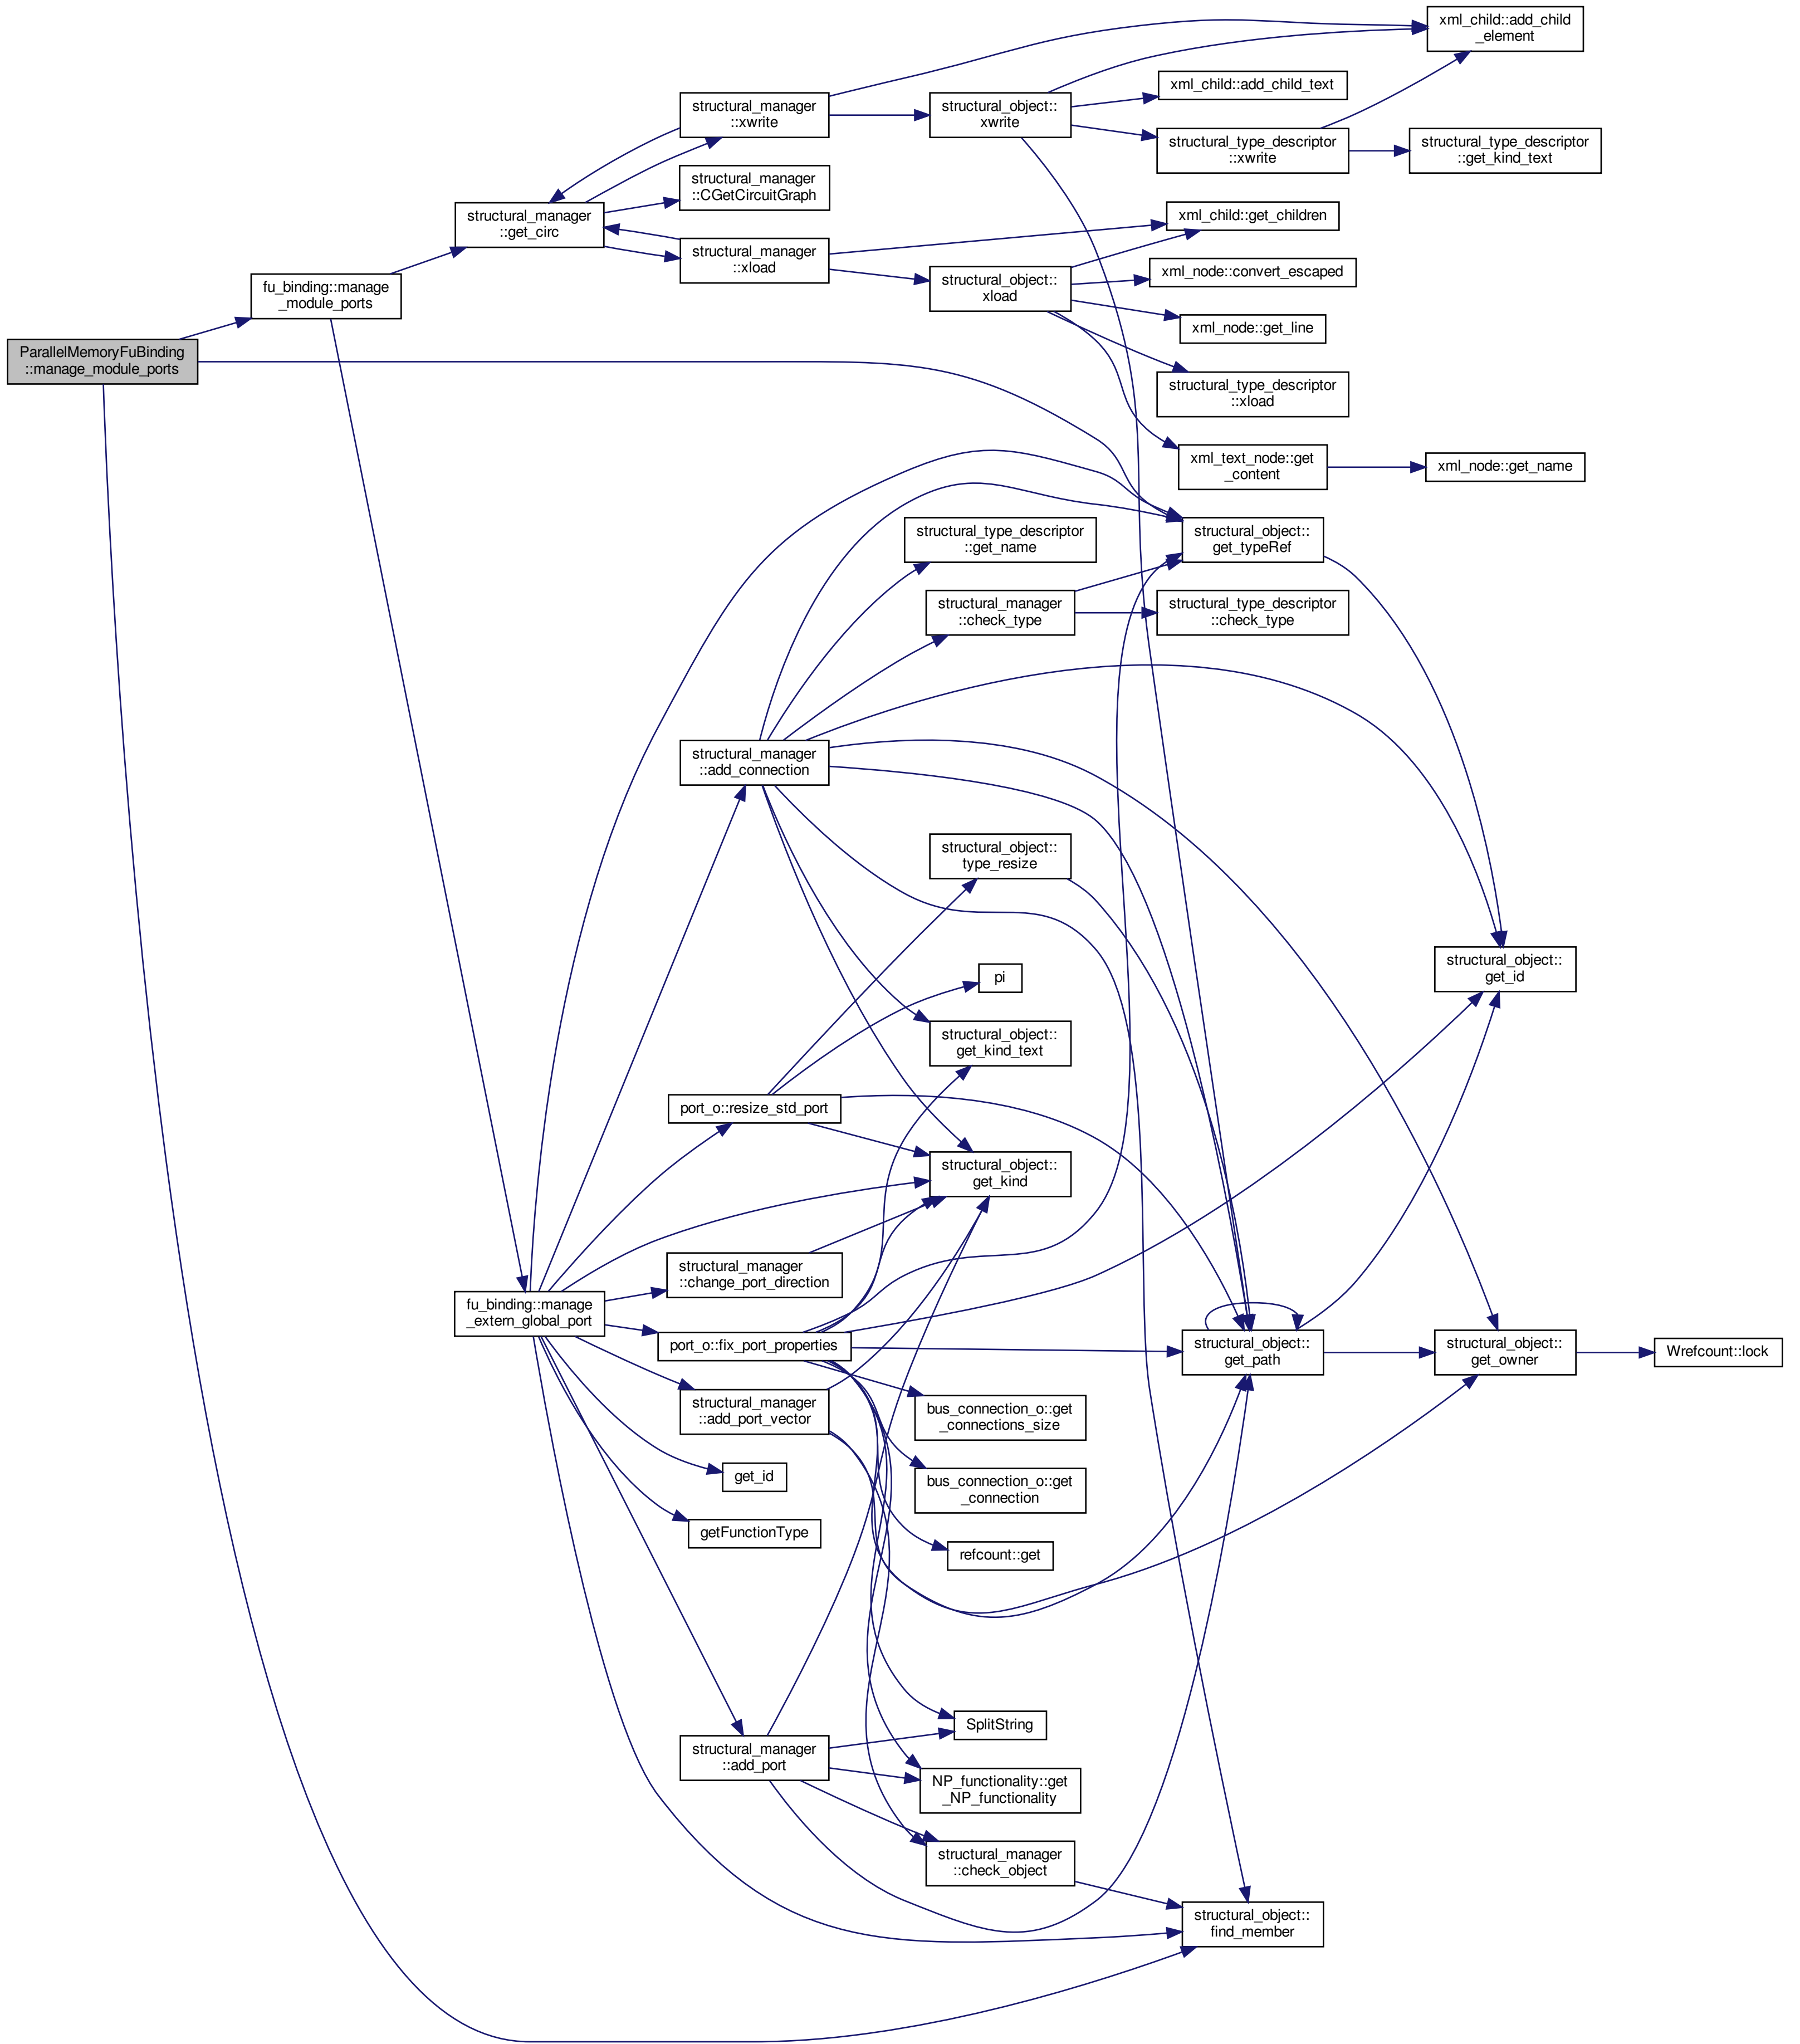 xml_child::add_child
_element
structural_manager
::xwrite
structural_object::
xwrite
xml_child::add_child_text
structural_type_descriptor
::xwrite
structural_type_descriptor
::get_kind_text
structural_manager
::CGetCircuitGraph
structural_manager
::get_circ
xml_child::get_children
structural_manager
::xload
structural_object::
xload
xml_node::convert_escaped
fu_binding::manage
_module_ports
xml_node::get_line
ParallelMemoryFuBinding
::manage_module_ports
structural_type_descriptor
::xload
xml_text_node::get
_content
xml_node::get_name
structural_type_descriptor
::get_name
structural_object::
get_typeRef
structural_manager
::check_type
structural_type_descriptor
::check_type
structural_manager
::add_connection
structural_object::
type_resize
pi
structural_object::
get_id
structural_object::
get_kind_text
port_o::resize_std_port
structural_object::
get_kind
structural_manager
::change_port_direction
fu_binding::manage
_extern_global_port
port_o::fix_port_properties
structural_object::
get_path
structural_object::
get_owner
Wrefcount::lock
structural_manager
::add_port_vector
bus_connection_o::get
_connections_size
get_id
bus_connection_o::get
_connection
getFunctionType
refcount::get
SplitString
structural_manager
::add_port
NP_functionality::get
_NP_functionality
structural_manager
::check_object
structural_object::
find_member